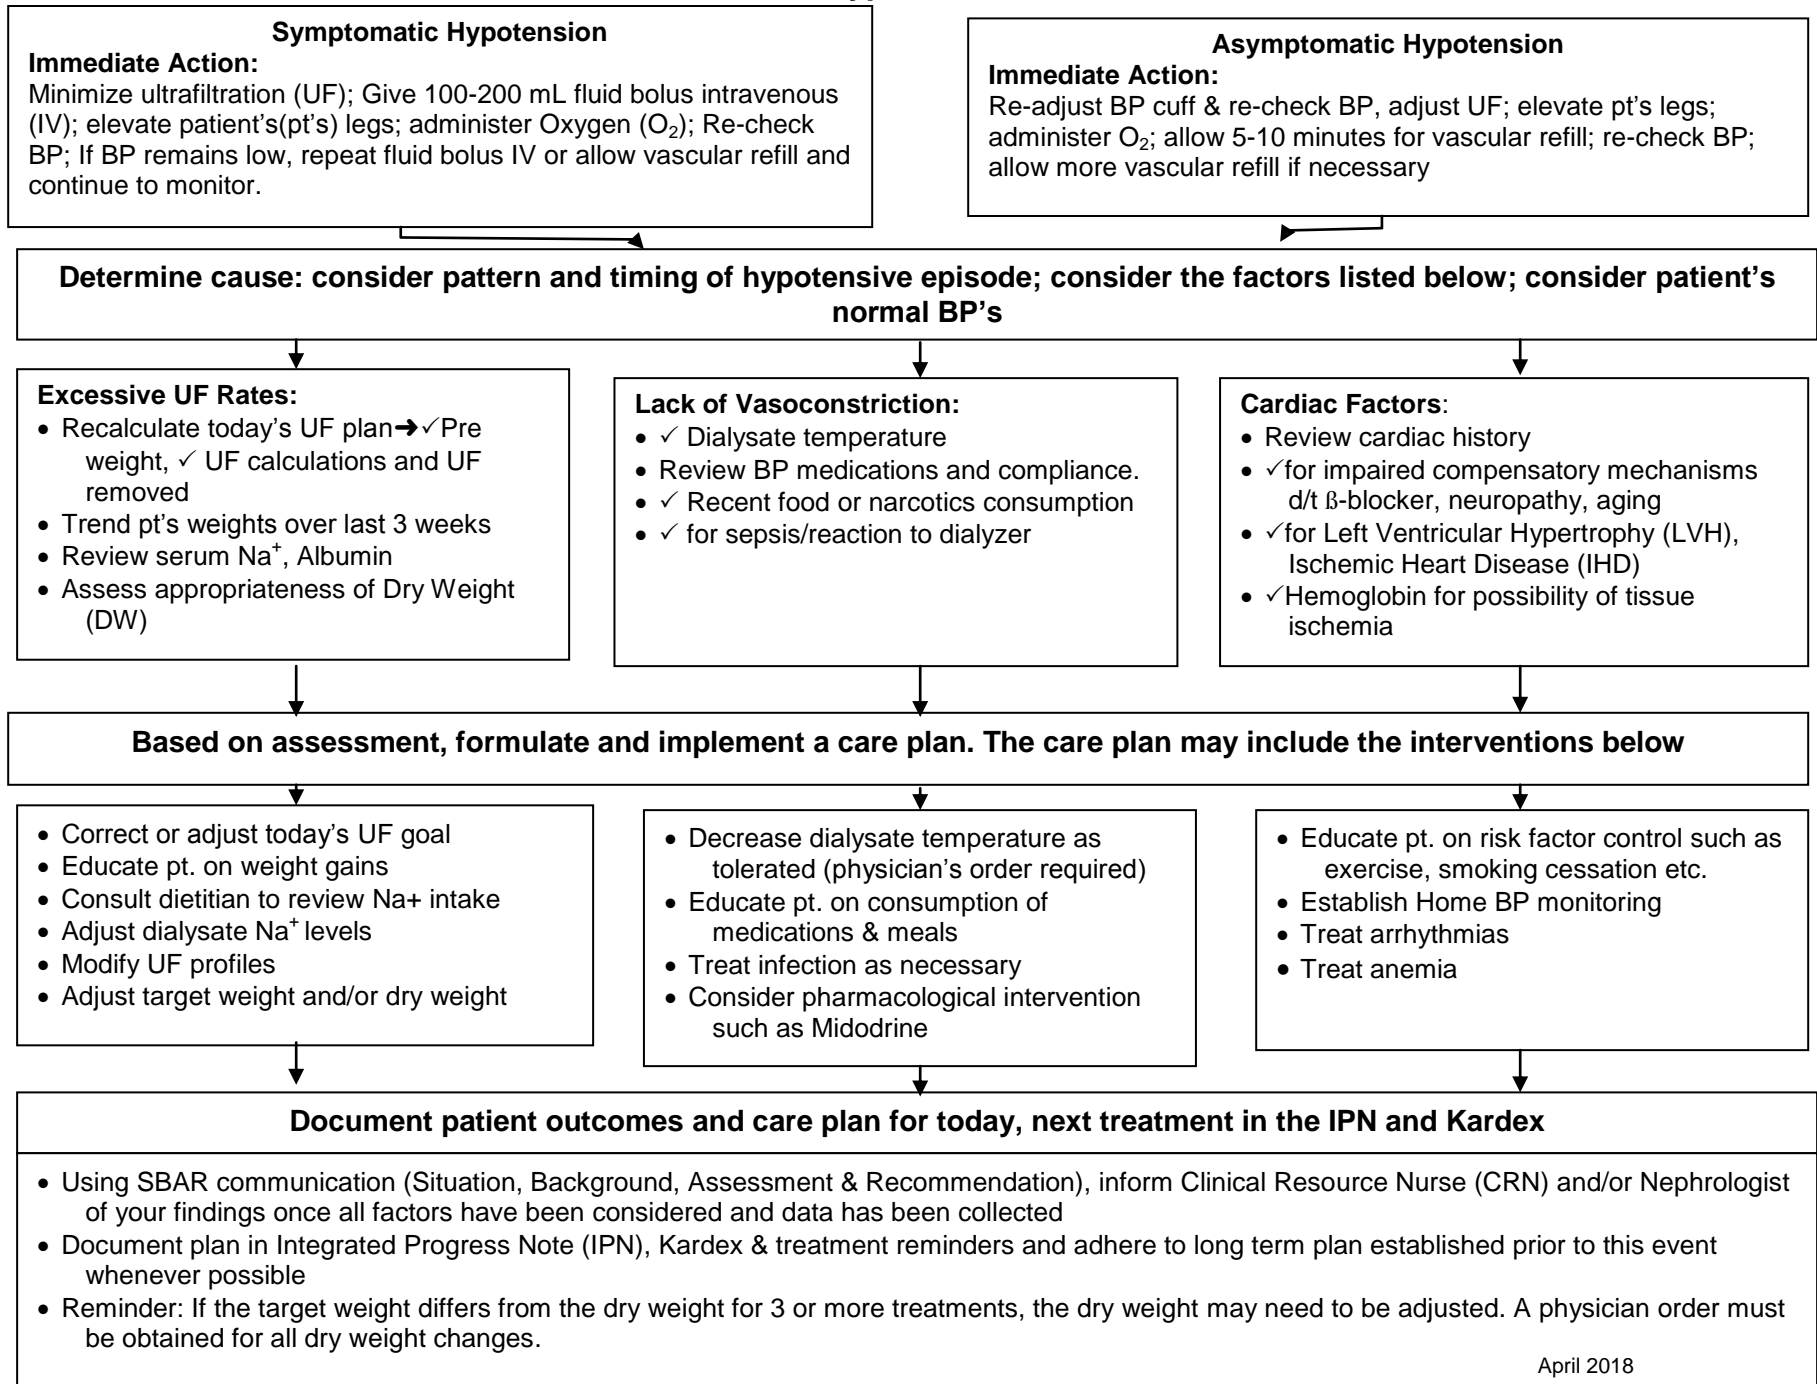 Symptomatic Hypotension
Immediate Action:
Minimize ultrafiltration (UF); Give 100-200 mL fluid bolus intravenous
(IV); elevate patient's(pt's) legs; administer Oxygen (O₂); Re-check
BP; If BP remains low, repeat fluid bolus IV or allow vascular refill and
continue to monitor.
Asymptomatic Hypotension
Immediate Action:
Re-adjust BP cuff & re-check BP, adjust UF; elevate pt's legs;
administer O₂; allow 5-10 minutes for vascular refill; re-check BP;
allow more vascular refill if necessary
Determine cause: consider pattern and timing of hypotensive episode; consider the factors listed below; consider patient's
normal BP's
Excessive UF Rates:
• Recalculate today's UF plan➜✓Pre
weight, ✓ UF calculations and UF
removed
• Trend pt's weights over last 3 weeks
• Review serum Na⁺, Albumin
• Assess appropriateness of Dry Weight
(DW)
Lack of Vasoconstriction:
• ✓ Dialysate temperature
• Review BP medications and compliance.
• ✓ Recent food or narcotics consumption
• ✓ for sepsis/reaction to dialyzer
Cardiac Factors:
• Review cardiac history
• ✓for impaired compensatory mechanisms
d/t ß-blocker, neuropathy, aging
• ✓for Left Ventricular Hypertrophy (LVH),
Ischemic Heart Disease (IHD)
• ✓Hemoglobin for possibility of tissue
ischemia
Based on assessment, formulate and implement a care plan. The care plan may include the interventions below
• Correct or adjust today's UF goal
• Educate pt. on weight gains
• Consult dietitian to review Na+ intake
• Adjust dialysate Na⁺ levels
• Modify UF profiles
• Adjust target weight and/or dry weight
• Decrease dialysate temperature as
tolerated (physician's order required)
• Educate pt. on consumption of
medications & meals
• Treat infection as necessary
• Consider pharmacological intervention
such as Midodrine
• Educate pt. on risk factor control such as
exercise, smoking cessation etc.
• Establish Home BP monitoring
• Treat arrhythmias
• Treat anemia
Document patient outcomes and care plan for today, next treatment in the IPN and Kardex
• Using SBAR communication (Situation, Background, Assessment & Recommendation), inform Clinical Resource Nurse (CRN) and/or Nephrologist
of your findings once all factors have been considered and data has been collected
• Document plan in Integrated Progress Note (IPN), Kardex & treatment reminders and adhere to long term plan established prior to this event
whenever possible
• Reminder: If the target weight differs from the dry weight for 3 or more treatments, the dry weight may need to be adjusted. A physician order must
be obtained for all dry weight changes.
April 2018